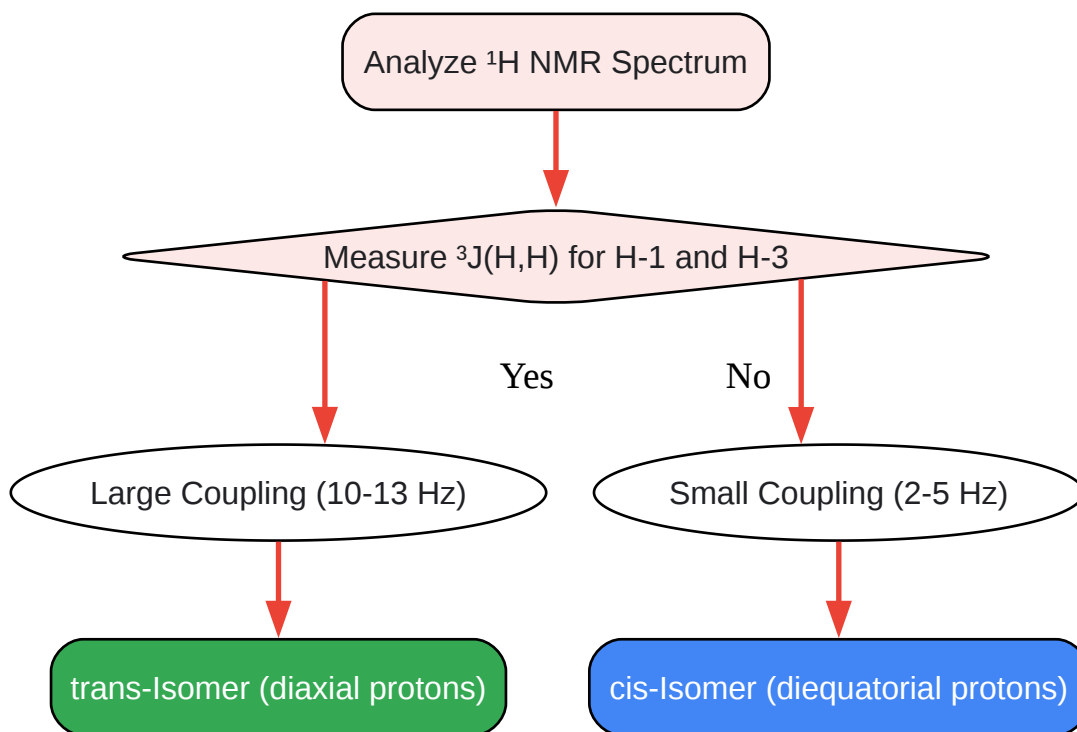 Analyze ¹H NMR Spectrum
Measure ³J(H,H) for H-1 and H-3
Yes
No
Large Coupling (10-13 Hz)
Small Coupling (2-5 Hz)
trans-Isomer (diaxial protons)
cis-Isomer (diequatorial protons)